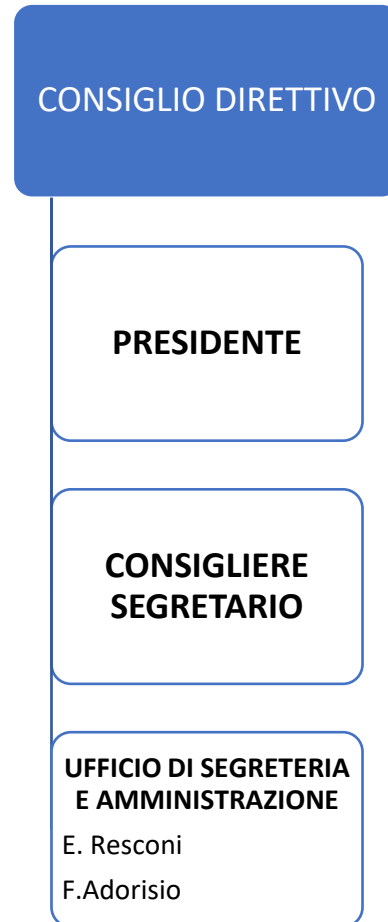 CONSIGLIO DIRETTIVO
PRESIDENTE
CONSIGLIERE
SEGRETARIO
UFFICIO DI SEGRETERIA
E AMMINISTRAZIONE
E. Resconi
F.Adorisio